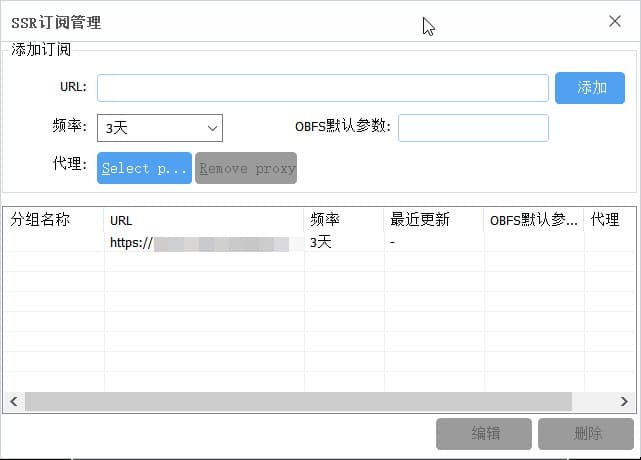 SSR订阅管理
添加订阅
URL: 添加
频率: 3天 OBFS默认参数:
代理: Select p... Remove proxy
分组名称 URL 频率 最近更新 OBFS默认参... 代理
https:// 3天 -
编辑 删除